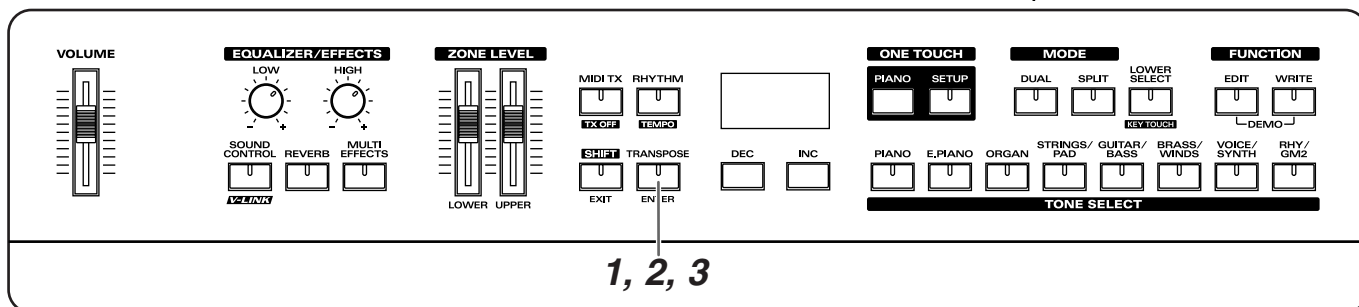 VOLUME
EQUALIZER/EFFECTS
LOW
HIGH
- +
- +
SOUND
CONTROL
REVERB
MULTI
EFFECTS
V-LINK
ZONE LEVEL
LOWER UPPER
MIDI TX
RHYTHM
TX OFF
TEMPO
SHIFT
TRANSPOSE
EXIT
ENTER
DEC
INC
ONE TOUCH
PIANO
SETUP
MODE
DUAL
SPLIT
LOWER
SELECT
KEY TOUCH
FUNCTION
EDIT
WRITE
DEMO
PIANO
E.PIANO
ORGAN
STRINGS/
PAD
GUITAR/
BASS
BRASS/
WINDS
VOICE/
SYNTH
RHY/
GM2
TONE SELECT
1, 2, 3